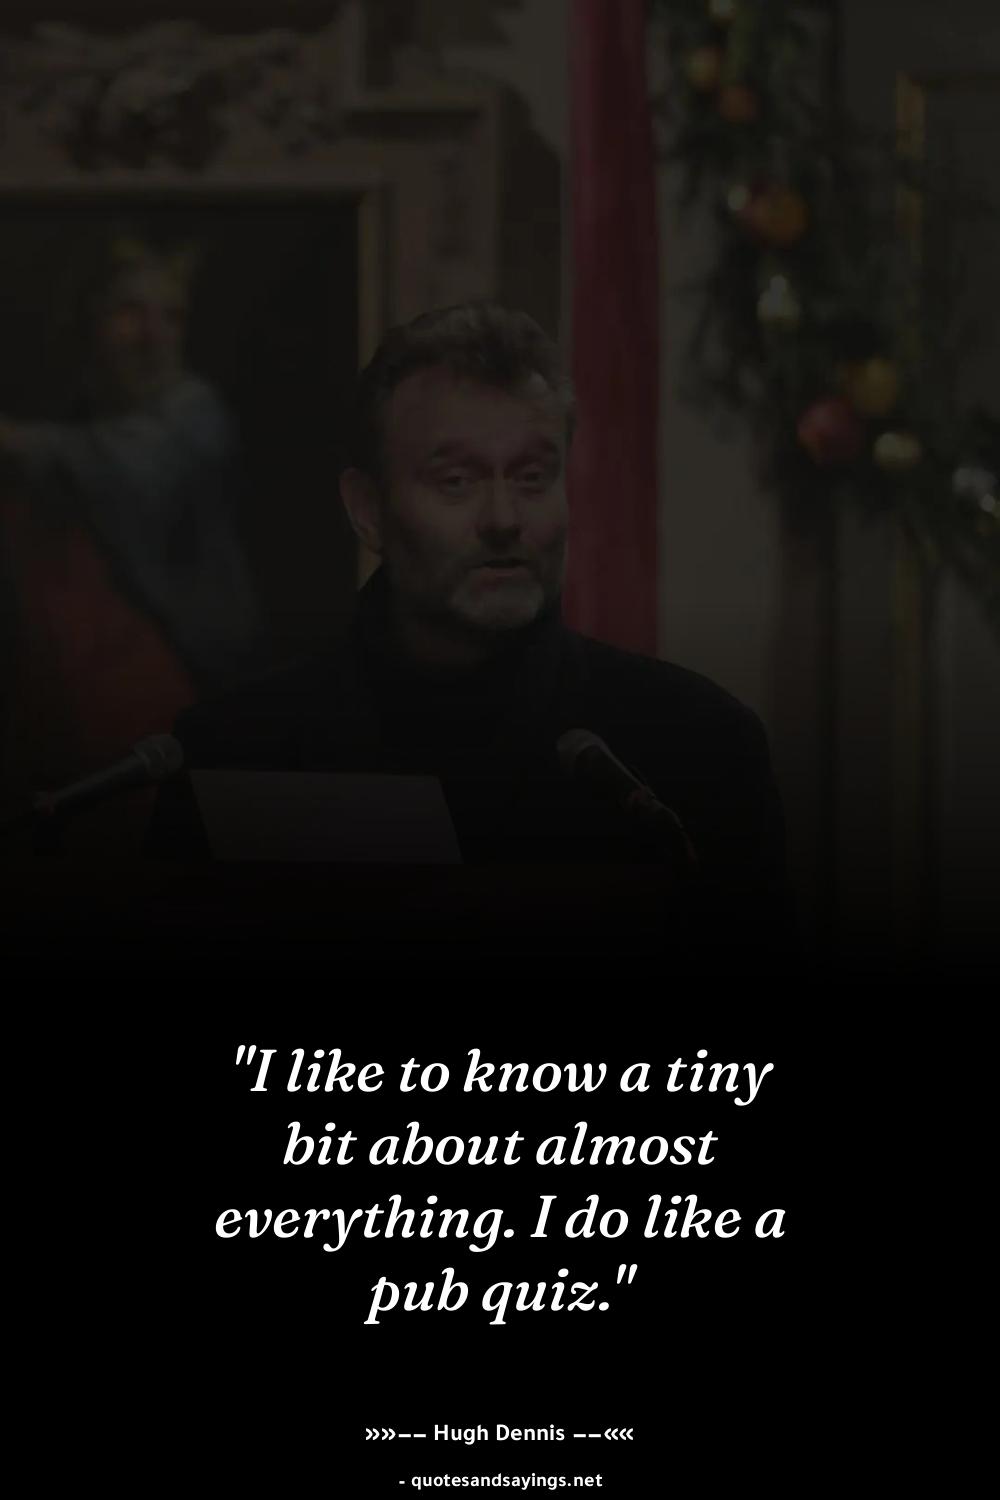 "I like to know a tiny
bit about almost
everything. I do like a
pub quiz."
»»—— Hugh Dennis ——««
- quotesandsayings.net